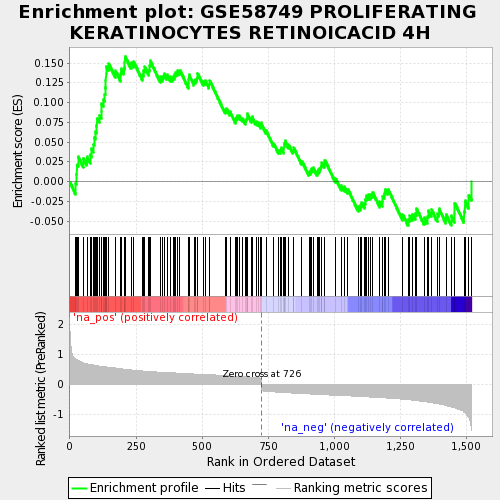 Enrichment plot: GSE58749 PROLIFERATING
KERATINOCYTES RETINOICACID 4H
Enrichment score (ES)
0.150
0.125
0.100
0.075
0.050
0.025
0.000
-0.025
-0.050
Ranked list metric (PreRanked)
'na_pos' (positively correlated)
2
1
0
-1
Zero cross at 726
'na_neg' (negatively correlated)
0 250 500 750 1,000 1,250 1,500
Rank in Ordered Dataset
Enrichment profile Hits Ranking metric scores